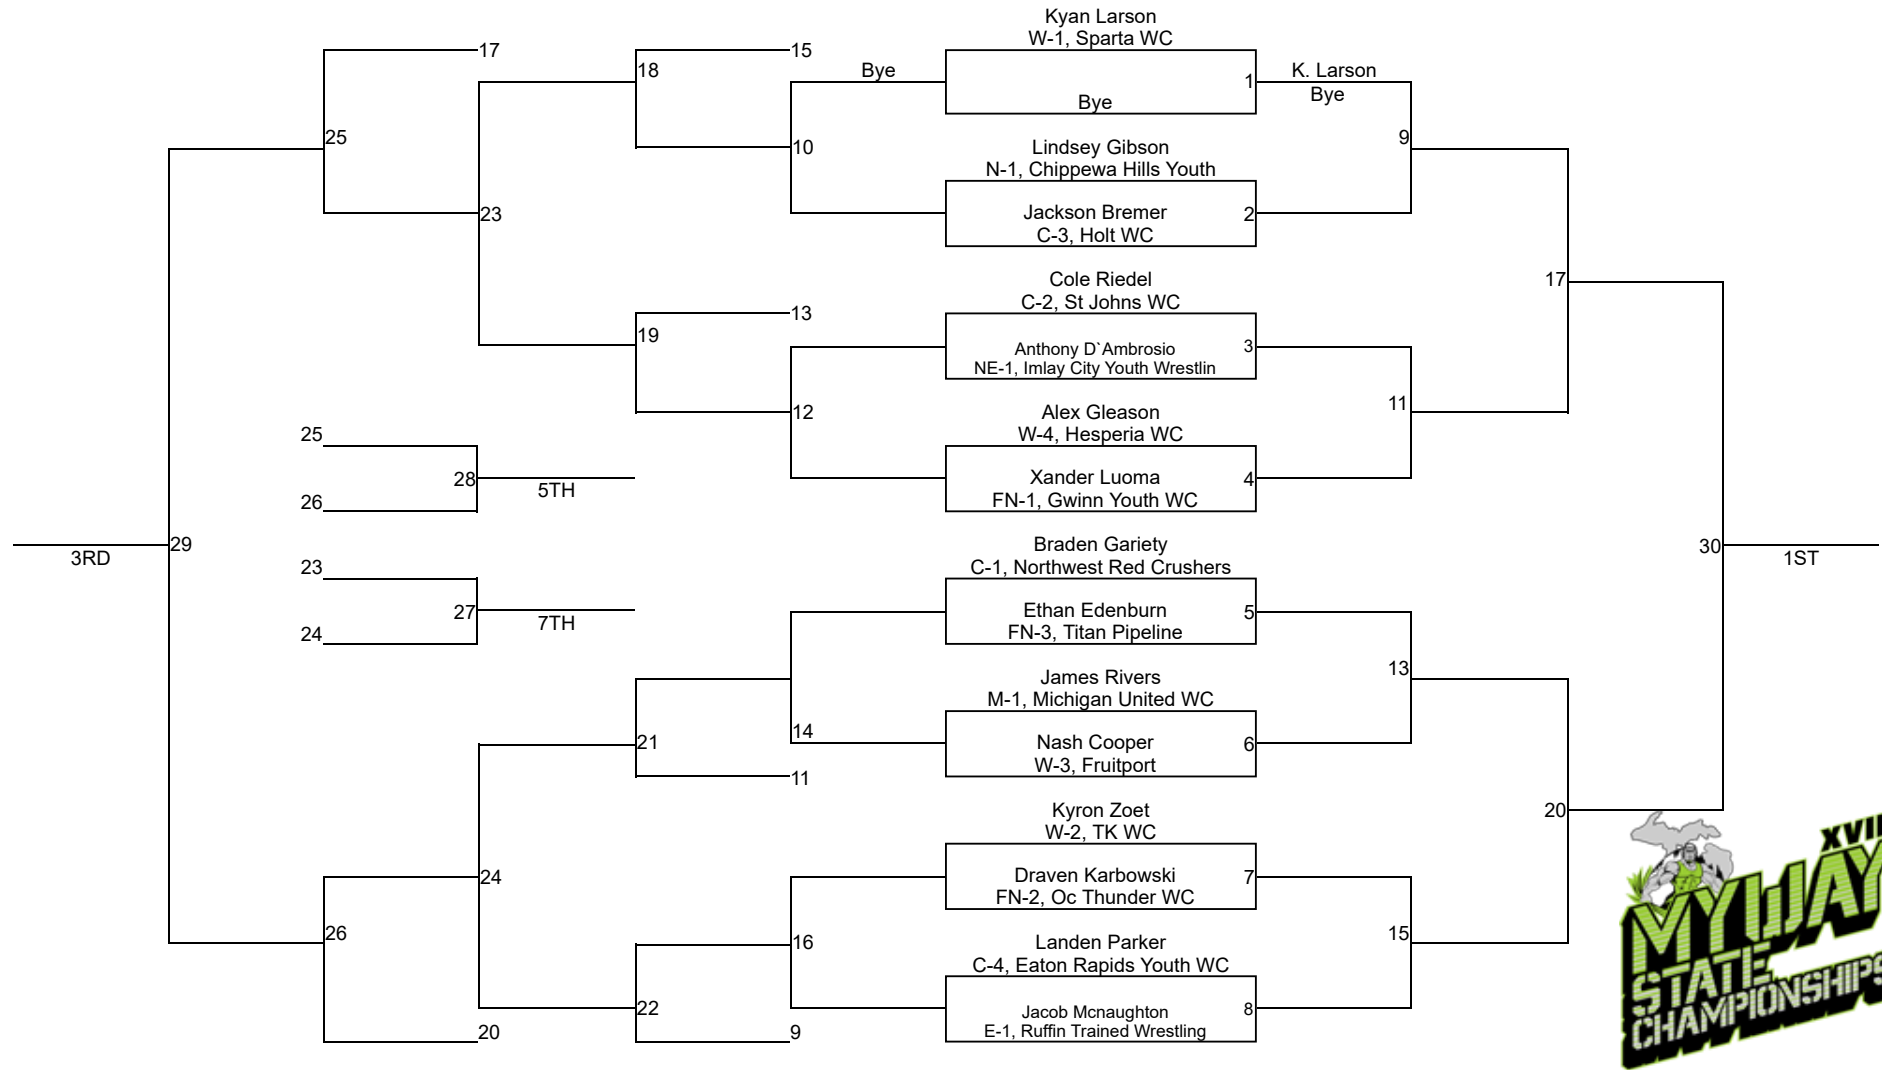 Kyan Larson
W-1, Sparta WC
17
15
18
Bye
1
K. Larson
Bye
Bye
25
10
9
Lindsey Gibson
N-1, Chippewa Hills Youth
23
Jackson Bremer
2
C-3, Holt WC
Cole Riedel
17
C-2, St Johns WC
13
19
Anthony D`Ambrosio
3
NE-1, Imlay City Youth Wrestlin
11
12
Alex Gleason
25
W-4, Hesperia WC
28
Xander Luoma
4
5TH
26
FN-1, Gwinn Youth WC
29
Braden Gariety
30
3RD
1ST
23
C-1, Northwest Red Crushers
27
Ethan Edenburn
5
7TH
24
FN-3, Titan Pipeline
13
James Rivers
M-1, Michigan United WC
14
21
Nash Cooper
6
W-3, Fruitport
11
Kyron Zoet
20
W-2, TK WC
24
Draven Karbowski
7
FN-2, Oc Thunder WC
26
16
Landen Parker
15
C-4, Eaton Rapids Youth WC
22
Jacob Mcnaughton
8
20
9
E-1, Ruffin Trained Wrestling
MYWAY
STATE
CHAMPIONSHIPS